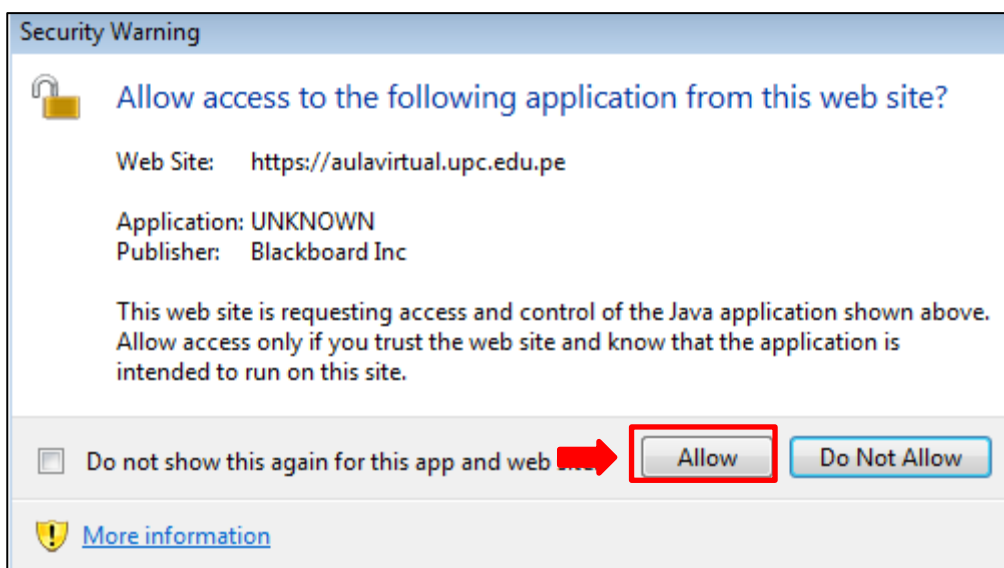 Security Warning
Allow access to the following application from this web site?
Web Site: https://aulavirtual.upc.edu.pe
Application: UNKNOWN
Publisher: Blackboard Inc
This web site is requesting access and control of the Java application shown above.
Allow access only if you trust the web site and know that the application is
intended to run on this site.
Do not show this again for this app and web
Allow
Do Not Allow
More information